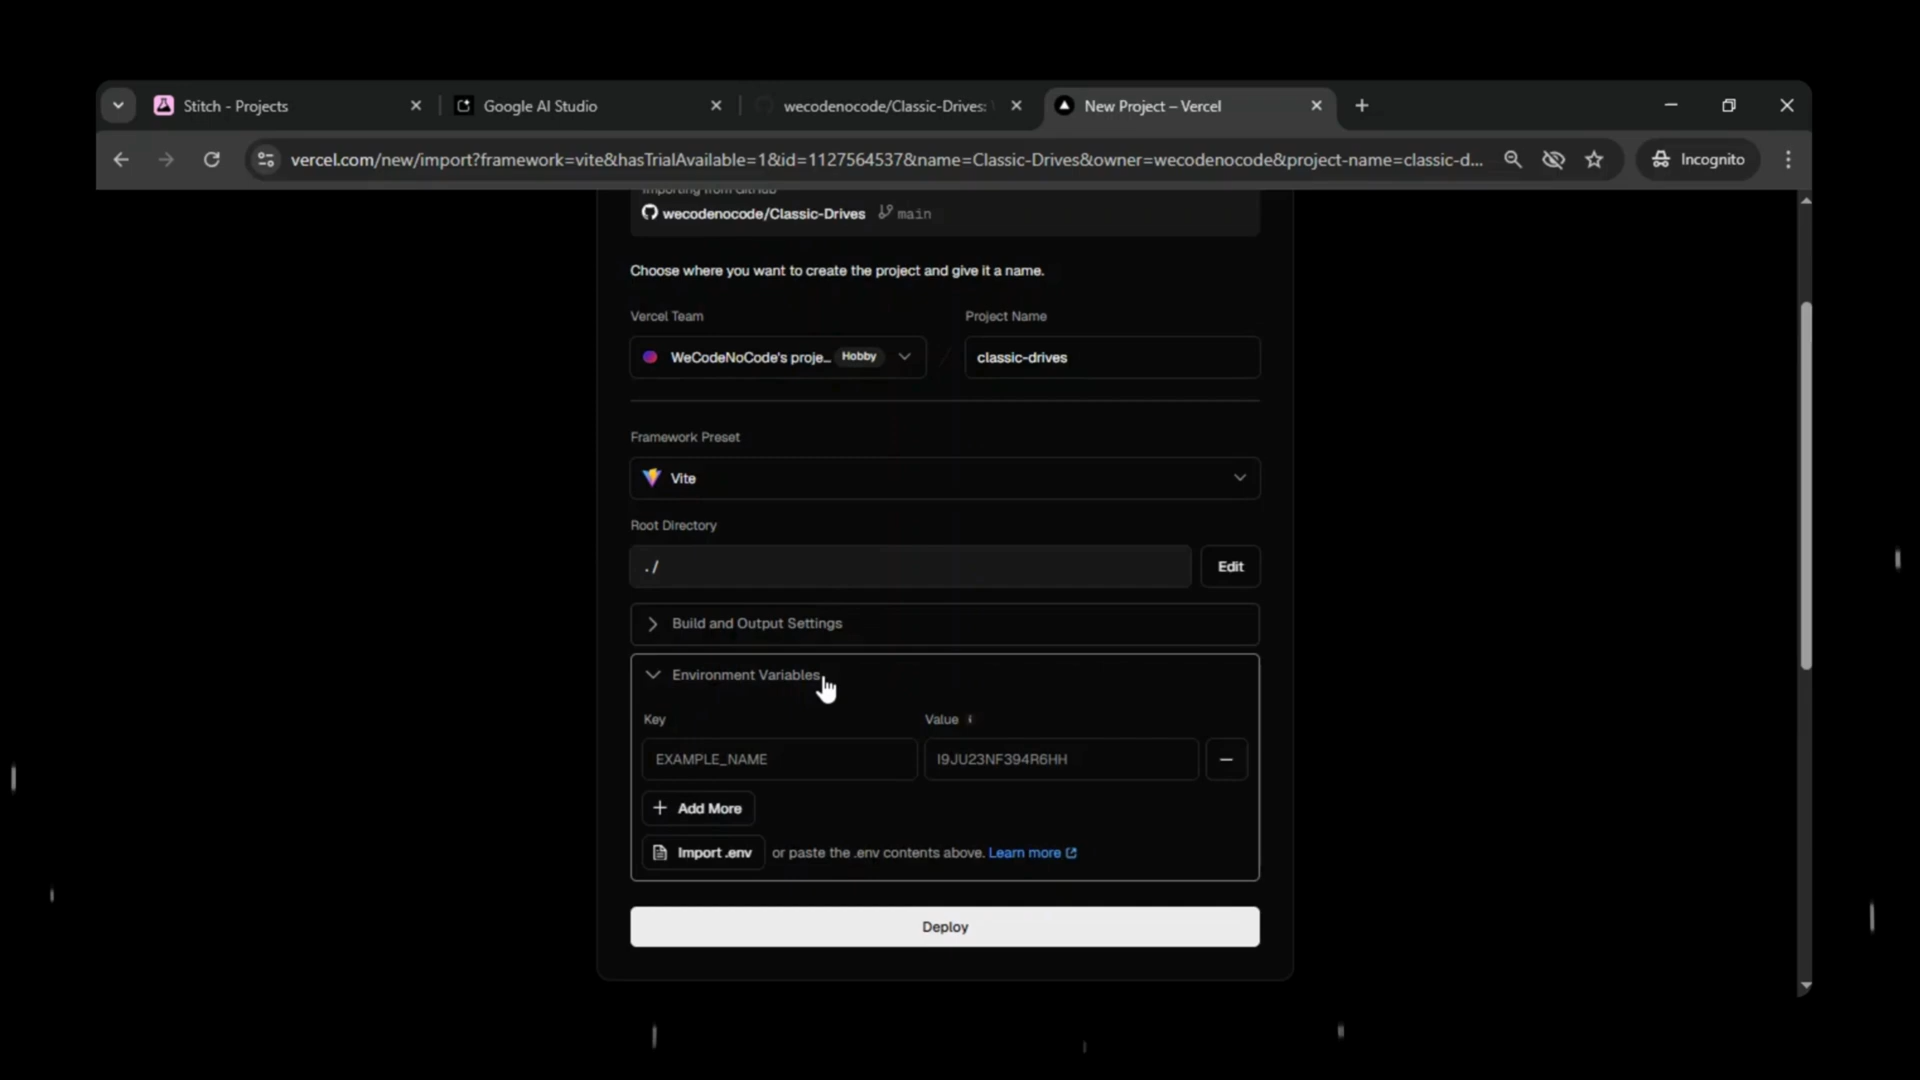 Stitch - Projects
Google AI Studio
wecodenocode/Classic-Drives:
New Project – Vercel
vercel.com/new/import?framework=vite&hasTrialAvailable=1&id=1127564537&name=Classic-Drives&owner=wecodenocode&project-name=classic-d...
Incognito
Importing from GitHub
wecodenocode/Classic-Drives main
Choose where you want to create the project and give it a name.
Vercel Team
Project Name
WeCodeNoCode's proje... Hobby
classic-drives
Framework Preset
Vite
Root Directory
./
Edit
Build and Output Settings
Environment Variables
Key
Value
EXAMPLE_NAME
I9JU23NF394R6HH
Add More
Import .env or paste the .env contents above. Learn more
Deploy